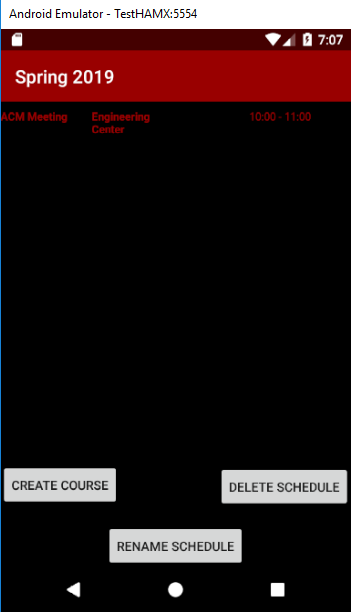 Android Emulator - TestHAMX:5554
7:07
Spring 2019
ACM Meeting Engineering Center 10:00 - 11:00
CREATE COURSE
DELETE SCHEDULE
RENAME SCHEDULE